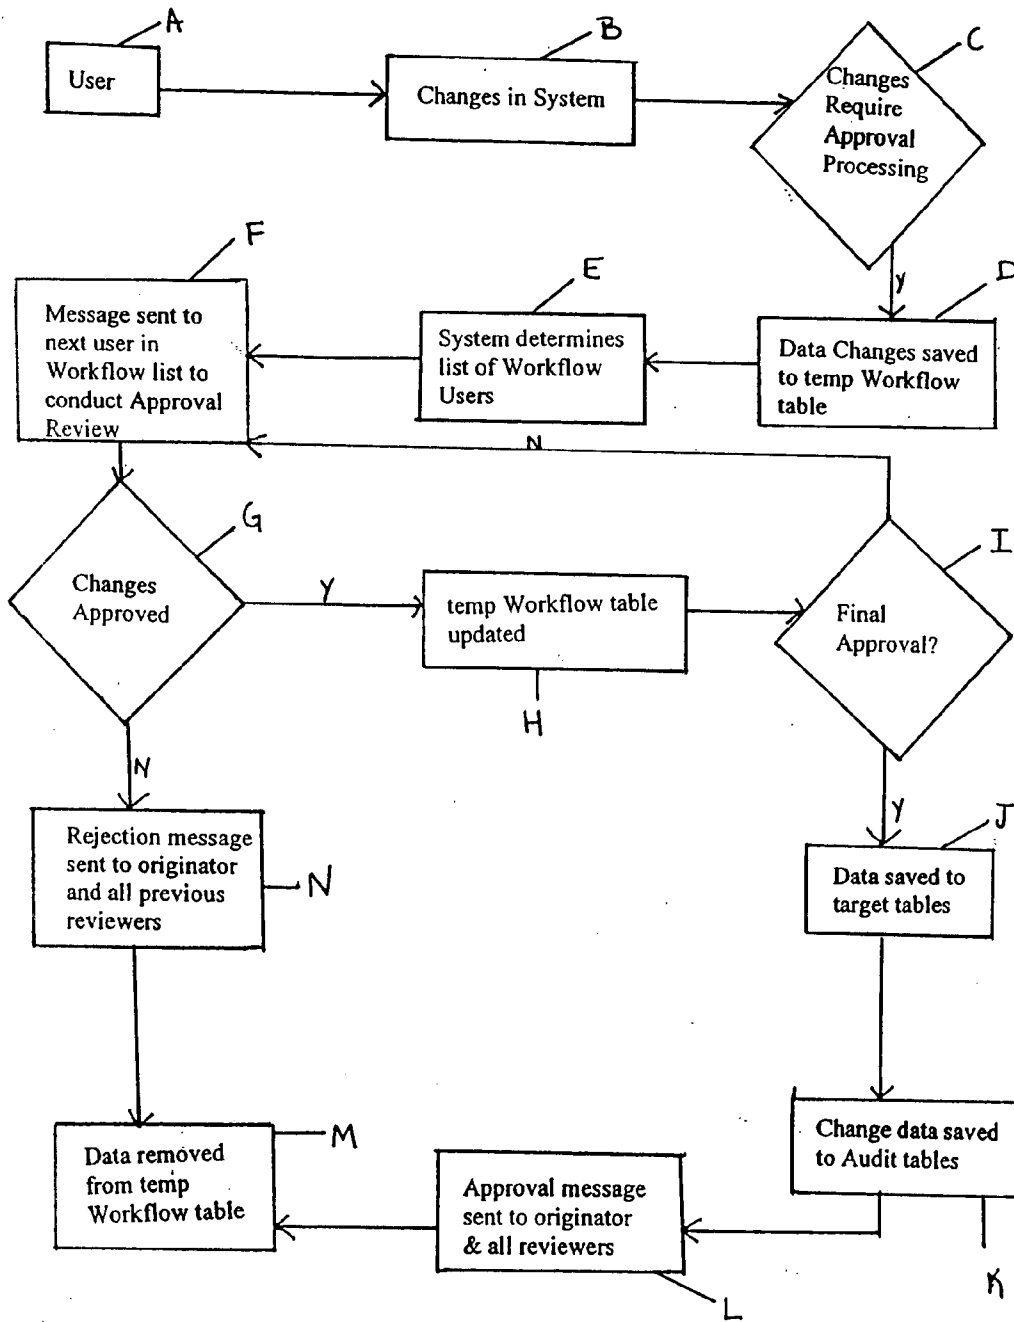 A
User
B
Changes in System
C
Changes
Require
Approval
Processing
Y
F
Message sent to
next user in
Workflow list to
conduct Approval
Review
E
System determines
list of Workflow
Users
D
Data Changes saved
to temp Workflow
table
N
G
Changes
Approved
Y
temp Workflow table
updated
H
I
Final
Approval?
N
Y
Rejection message
sent to originator
and all previous
reviewers
N
J
Data saved to
target tables
M
Data removed
from temp
Workflow table
Approval message
sent to originator
& all reviewers
L
Change data saved
to Audit tables
K